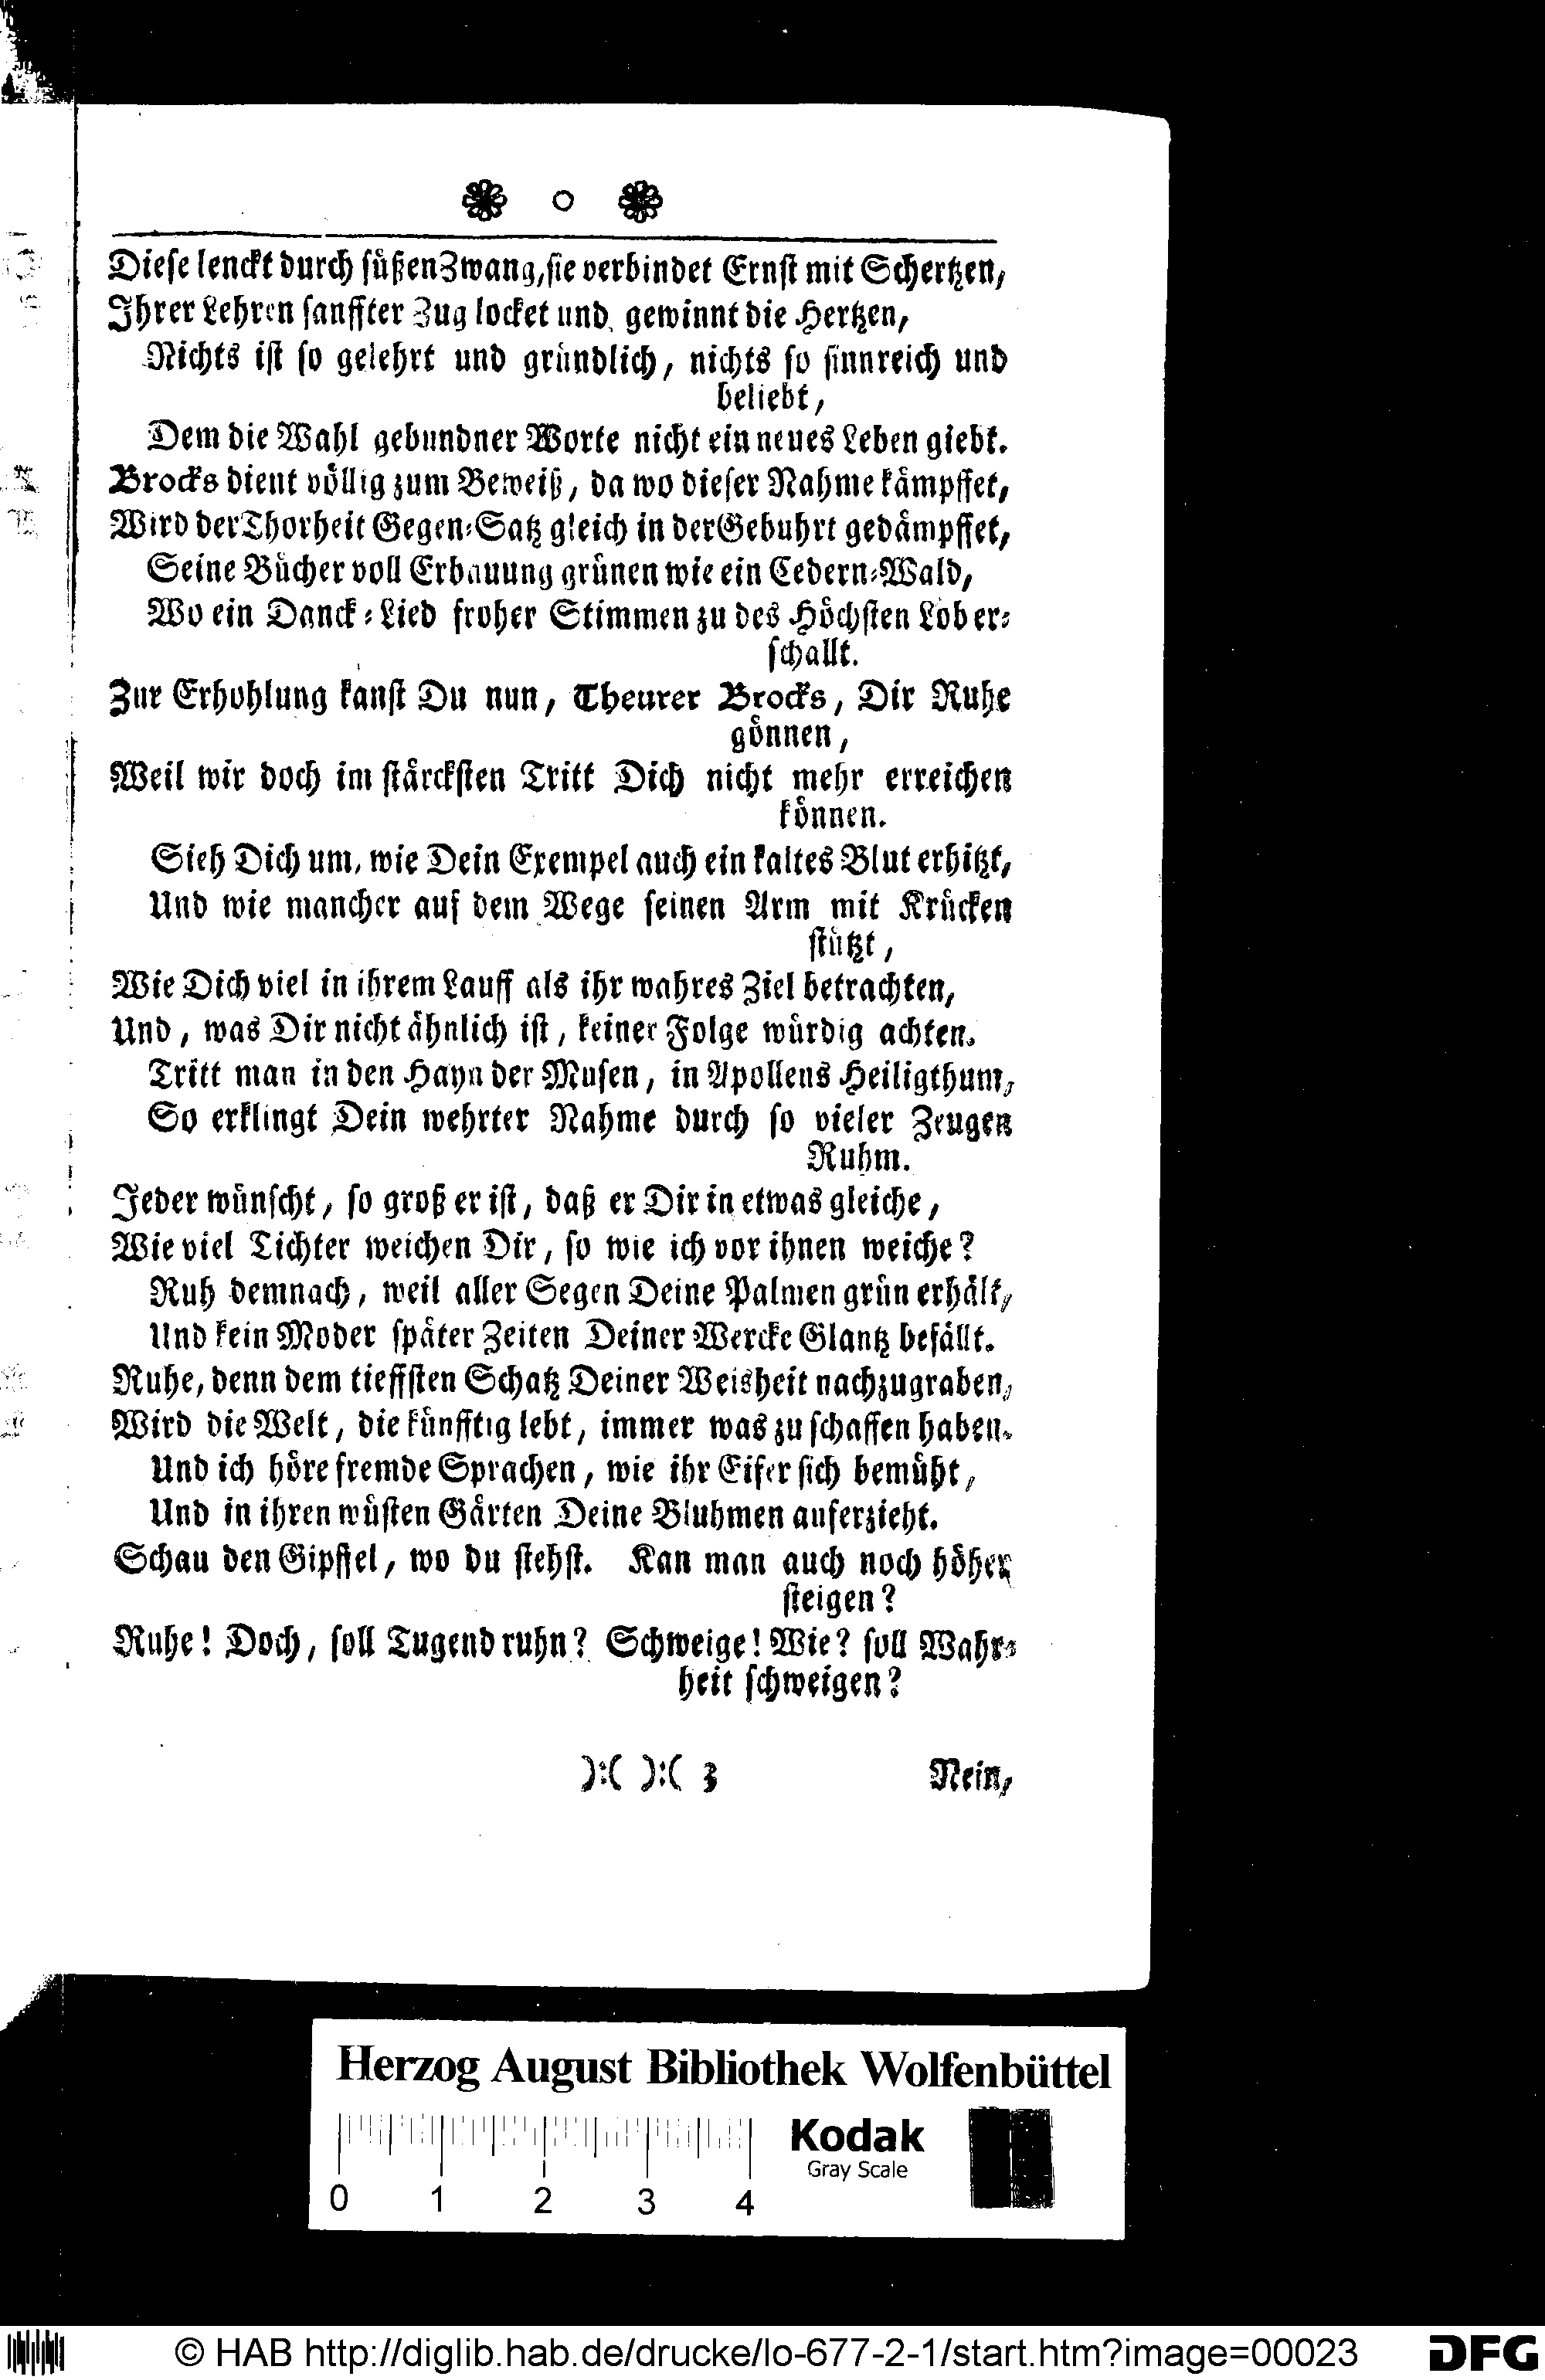 Diese lenckt durch süßen Zwang, sie verbindet Ernst mit Schertzen,
Ihrer Lehren sanffter Zug locket und gewinnt die Hertzen,
Nichts ist so gelehrt und gründlich, nichts so sinnreich und
beliebt,
Dem die Wahl gebundner Worte nicht ein neues Leben giebt.
Brocks dient völlig zum Beweiß, da wo dieser Nahme kämpffet,
Wird der Thorheit Gegen-Satz gleich in der Gebuhrt gedämpffet,
Seine Bücher voll Erbauung grünen wie ein Cedern-Wald,
Wo ein Danck-Lied froher Stimmen zu des Höchsten Lob er-
schallt.
Zur Erhohlung kanst Du nun, Theurer Brocks, Dir Ruhe
gönnen,
Weil wir doch im stärcksten Tritt Dich nicht mehr erreichen
können.
Sieh Dich um, wie Dein Exempel auch ein kaltes Blut erhitzt,
Und wie mancher auf dem Wege seinen Arm mit Krücken
stützt,
Wie Dich viel in ihrem Lauff als ihr wahres Ziel betrachten,
Und, was Dir nicht ähnlich ist, keiner Folge würdig achten.
Tritt man in den Hayn der Musen, in Apollens Heiligthum,
So erklingt Dein wehrter Nahme durch so vieler Zeugen
Ruhm.
Jeder wünscht, so groß er ist, daß er Dir in etwas gleiche,
Wie viel Tichter weichen Dir, so wie ich vor ihnen weiche?
Ruh demnach, weil aller Segen Deine Palmen grün erhält,
Und kein Moder später Zeiten Deiner Wercke Glantz befällt.
Ruhe, denn dem tieffsten Schatz Deiner Weisheit nachzugraben,
Wird die Welt, die künfftig lebt, immer was zu schaffen haben.
Und ich höre fremde Sprachen, wie ihr Eifer sich bemüht,
Und in ihren wüsten Gärten Deine Bluhmen auferzieht.
Schau den Gipffel, wo du stehst. Kan man auch noch höher
steigen?
Ruhe! Doch, soll Tugend ruhn? Schweige! Wie? soll Wahr-
heit schweigen?
):( ):( 3 Nein,
Herzog August Bibliothek Wolfenbüttel
Kodak
Gray Scale
0 1 2 3 4
© HAB http://diglib.hab.de/drucke/lo-677-2-1/start.htm?image=00023 DFG